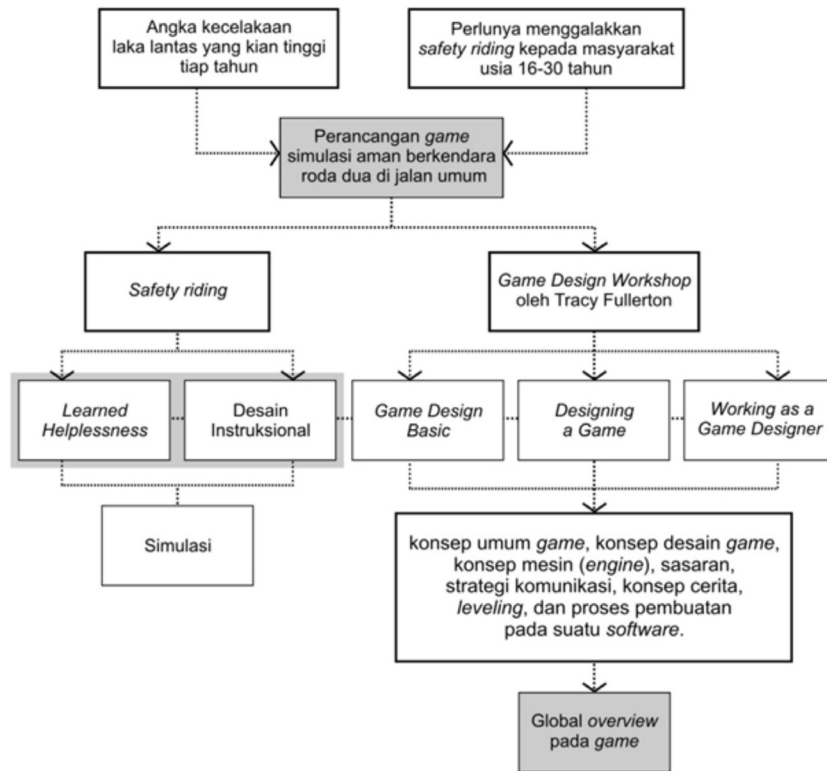 Angka kecelakaan
laka lantas yang kian tinggi
tiap tahun
Perlunya menggalakkan
safety riding kepada masyarakat
usia 16-30 tahun
Perancangan game
simulasi aman berkendara
roda dua di jalan umum
Safety riding
Game Design Workshop
oleh Tracy Fullerton
Learned
Helplessness
Desain
Instruksional
Game Design
Basic
Designing
a Game
Working as a
Game Designer
Simulasi
konsep umum game, konsep desain game,
konsep mesin (engine), sasaran,
strategi komunikasi, konsep cerita,
leveling, dan proses pembuatan
pada suatu software.
Global overview
pada game